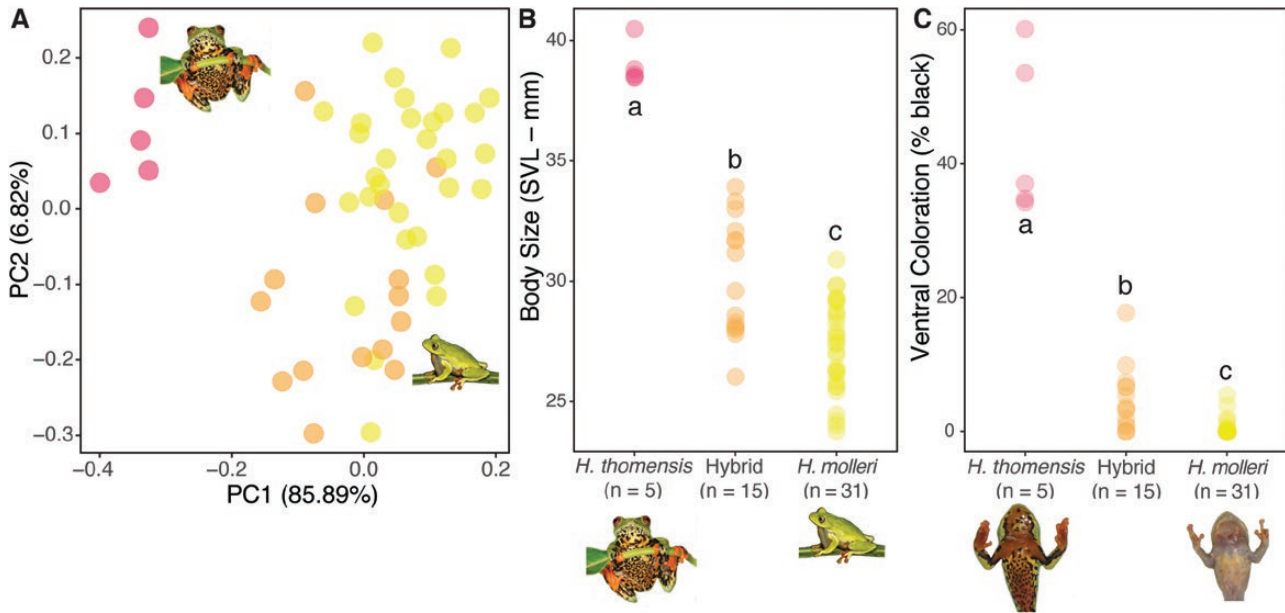 A
PC2 (6.82%)
0.2
0.1
0.0
−0.1
−0.2
−0.3
−0.4
−0.2
0.0
0.2
PC1 (85.89%)
B
Body Size (SVL – mm)
40
35
30
25
a
b
c
H. thomensis
(n = 5)
Hybrid
(n = 15)
H. molleri
(n = 31)
C
Ventral Coloration (% black)
60
40
20
0
a
b
c
H. thomensis
(n = 5)
Hybrid
(n = 15)
H. molleri
(n = 31)